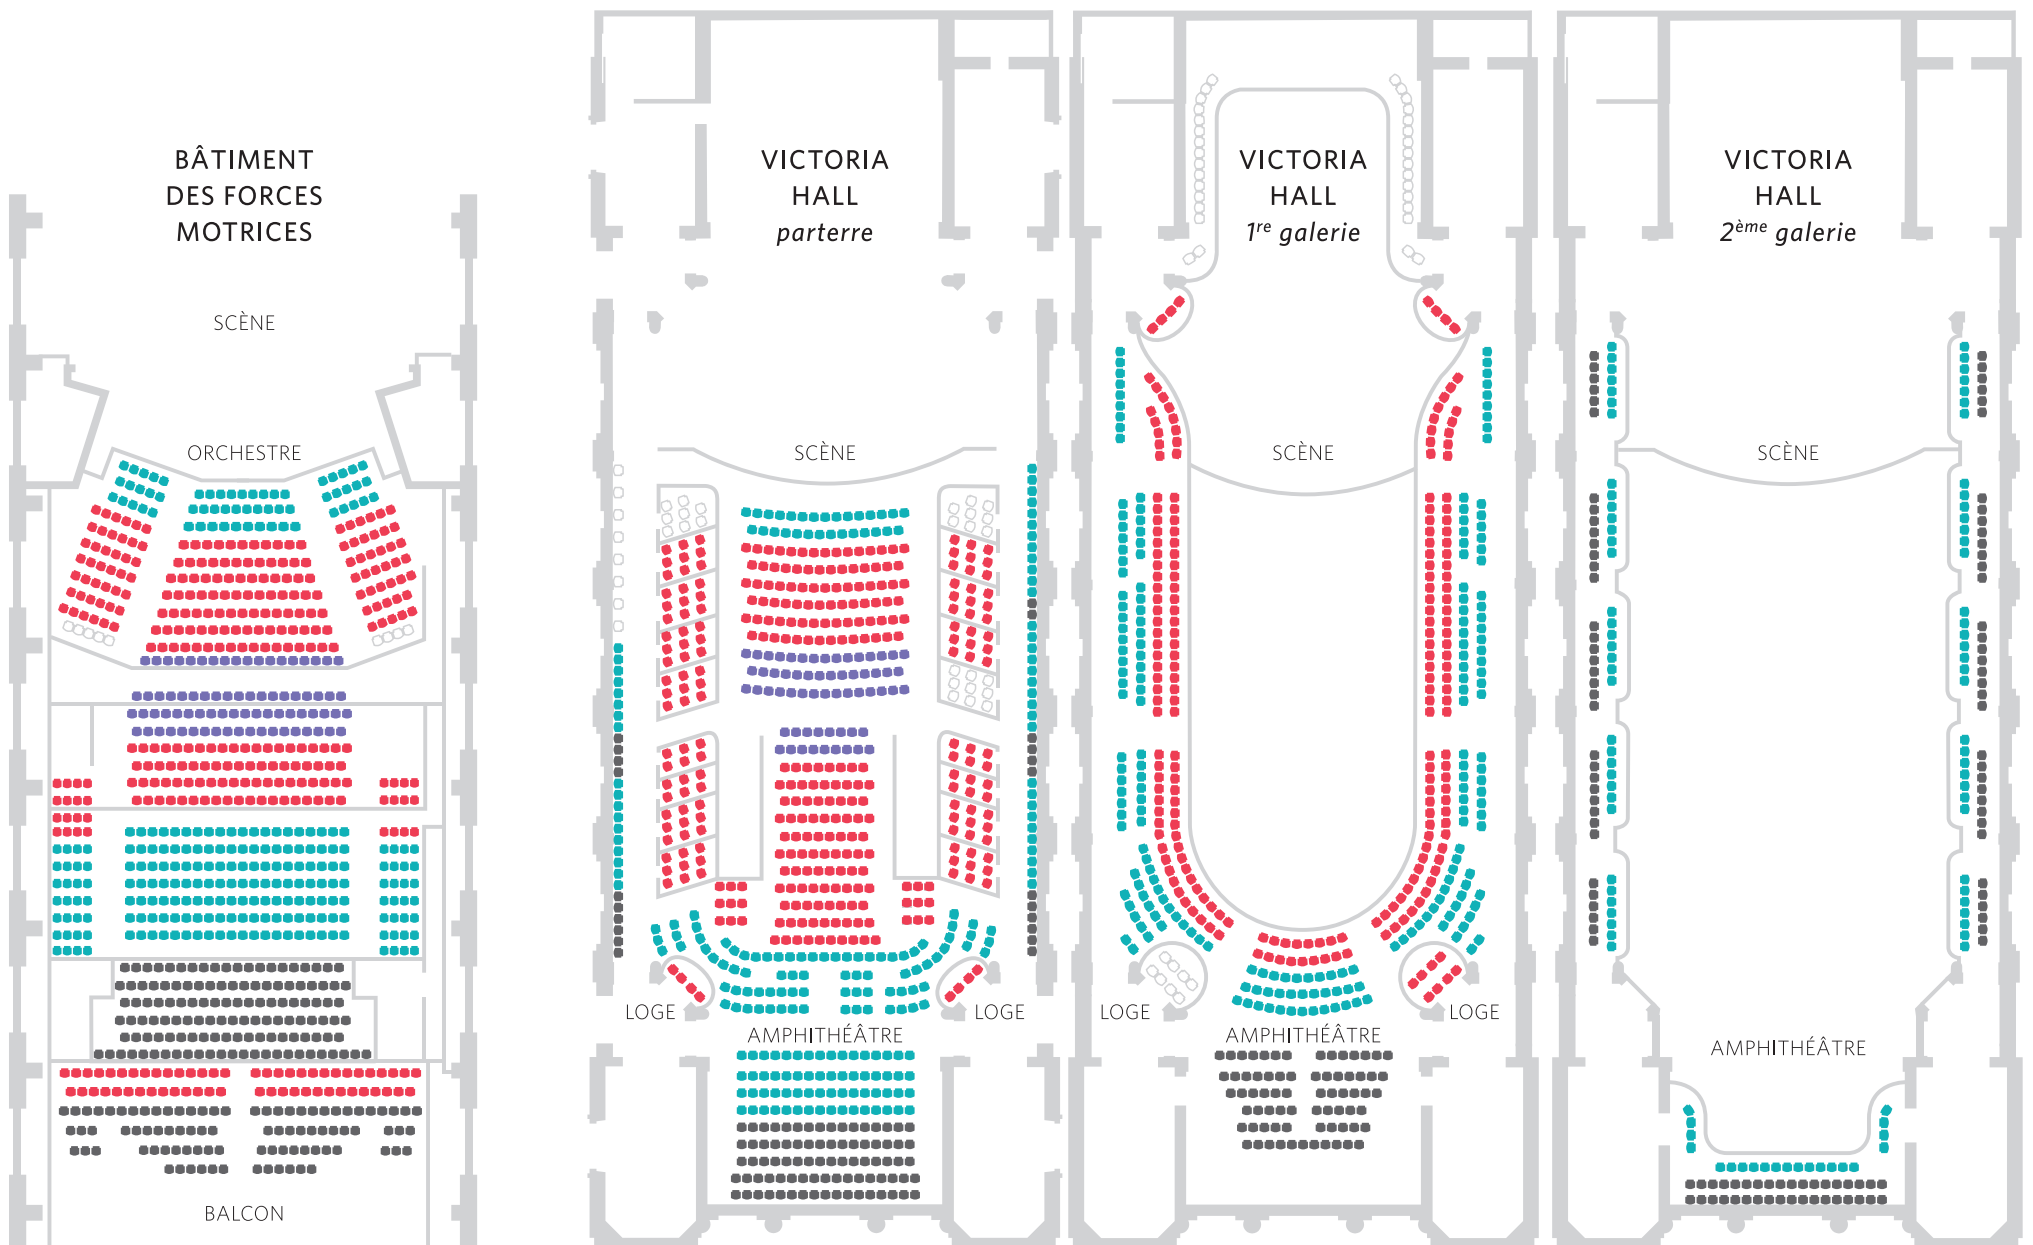 BÂTIMENT
DES FORCES
MOTRICES
SCÈNE
ORCHESTRE
BALCON
VICTORIA
HALL
parterre
SCÈNE
LOGE
LOGE
AMPHITHÉÂTRE
VICTORIA
HALL
1re galerie
SCÈNE
LOGE
LOGE
AMPHITHÉÂTRE
VICTORIA
HALL
2ème galerie
SCÈNE
AMPHITHÉÂTRE